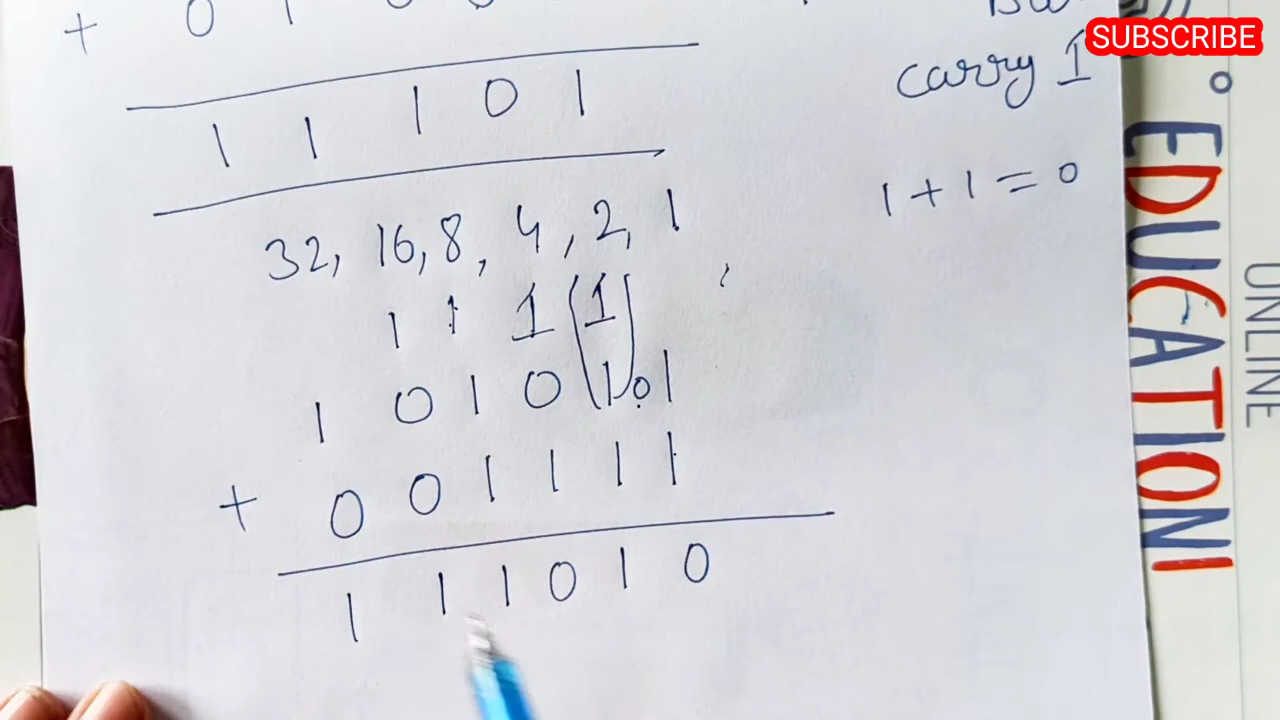 SUBSCRIBE
+ 0 1 0
carry 1
1 1 1 0 1
1 + 1 = 0
32, 16, 8, 4, 2, 1
1 1 1 1
1 0 1 0 1 0 1
+ 0 0 1 1 1 1
1 1 1 0 1 0
EDUCATION
ONLINE